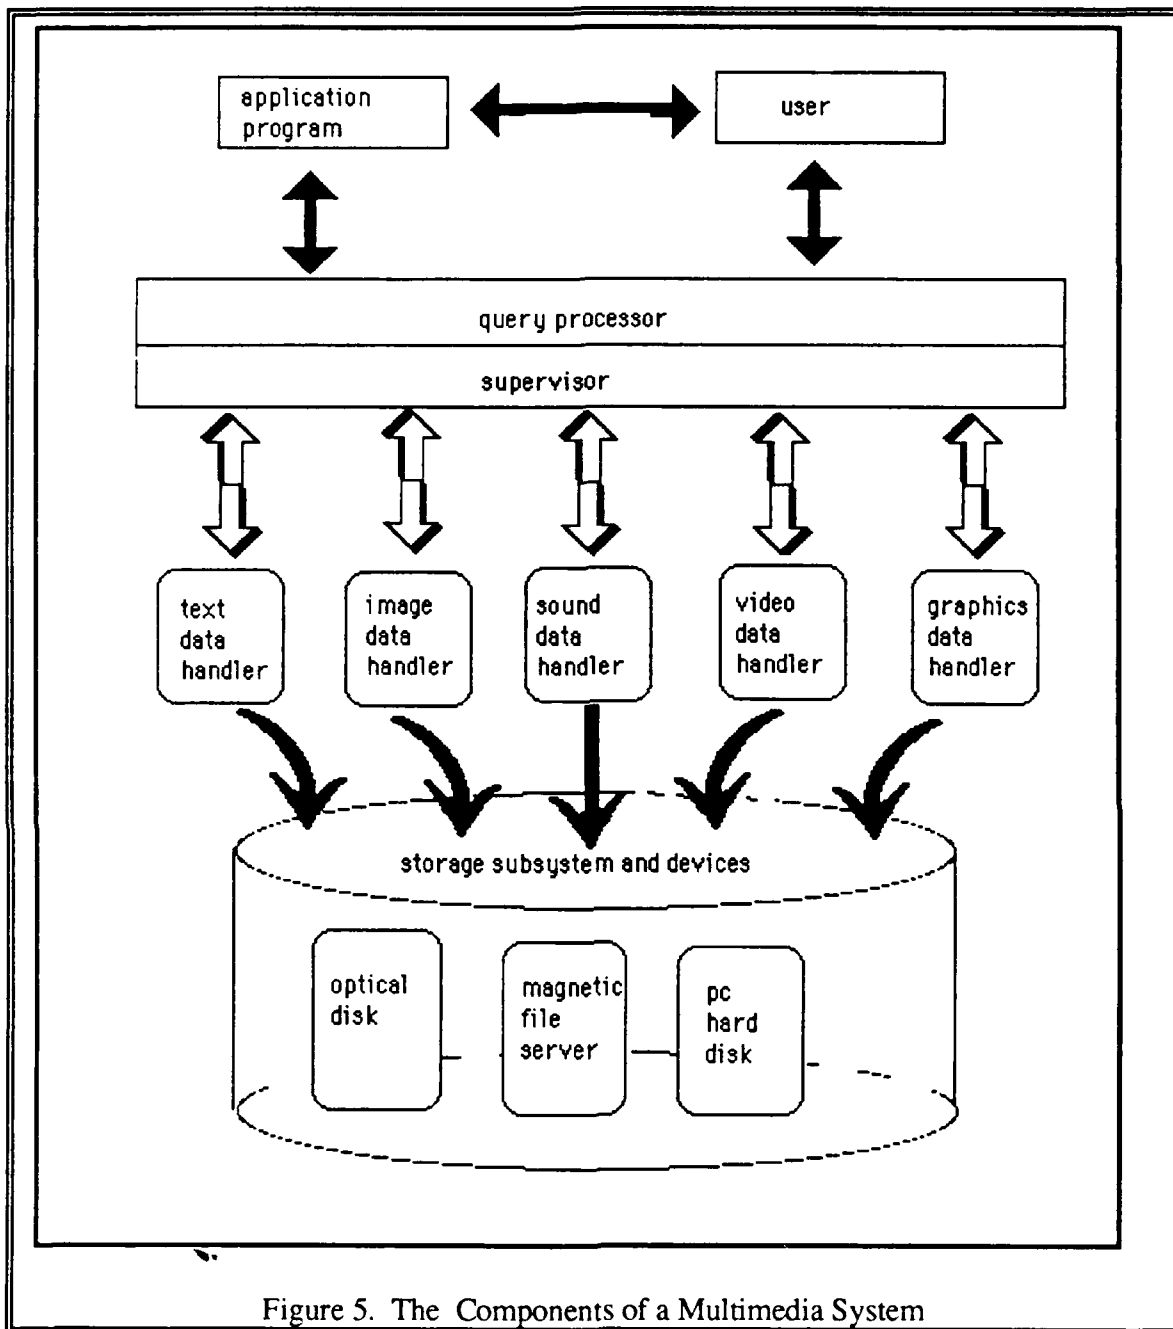 application
program
user
query processor
supervisor
text
data
handler
image
data
handler
sound
data
handler
video
data
handler
graphics
data
handler
storage subsystem and devices
optical
disk
magnetic
file
server
pc
hard
disk
Figure 5. The Components of a Multimedia System